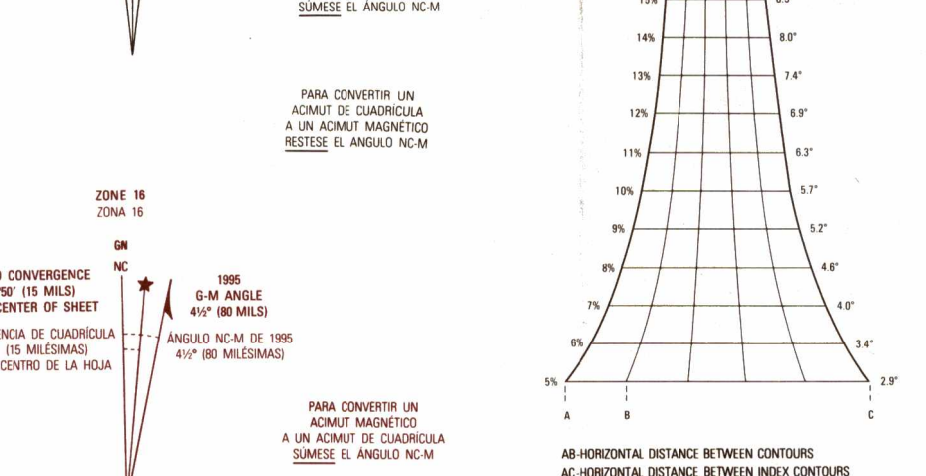 SÚMESE EL ÁNGULO NC-M
PARA CONVERTIR UN
ACIMUT DE CUADRÍCULA
A UN ACIMUT MAGNÉTICO
RESTESE EL ANGULO NC-M
ZONE 16
ZONA 16
GN
NC
CONVERGENCE
50' (15 MILS)
CENTER OF SHEET
NCIA DE CUADRÍCULA
(15 MILÉSIMAS)
CENTRO DE LA HOJA
1995
G-M ANGLE
4½° (80 MILS)
ÁNGULO NC-M DE 1995
4½° (80 MILÉSIMAS)
PARA CONVERTIR UN
ACIMUT MAGNÉTICO
A UN ACIMUT DE CUADRÍCULA
SÚMESE EL ÁNGULO NC-M
14% 8.0°
13% 7.4°
12% 6.9°
11% 6.3°
10% 5.7°
9% 5.2°
8% 4.6°
7% 4.0°
6% 3.4°
5% 2.9°
A B C
AB-HORIZONTAL DISTANCE BETWEEN CONTOURS
AC-HORIZONTAL DISTANCE BETWEEN INDEX CONTOURS